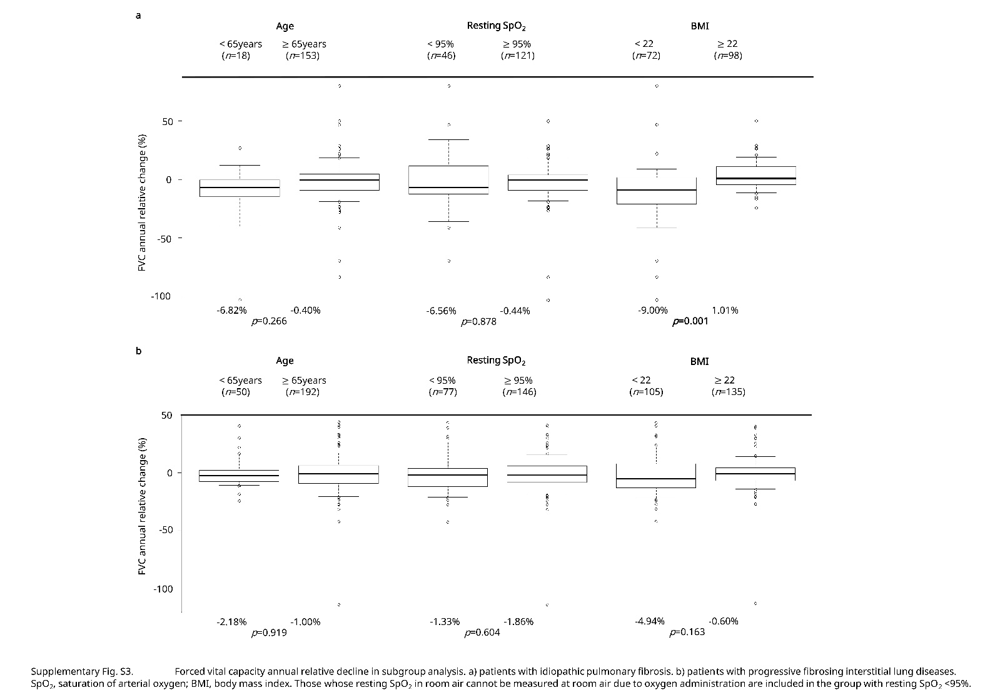 a
Age Resting SpO₂ BMI
< 65years ≥ 65years < 95% ≥ 95% < 22 ≥ 22
(n=18) (n=153) (n=46) (n=121) (n=72) (n=98)
FVC annual relative change (%)
50
0
-50
-100
-6.82% -0.40% -6.56% -0.44% -9.00% 1.01%
p=0.266 p=0.878 p=0.001
b
Age Resting SpO₂ BMI
< 65years ≥ 65years < 95% ≥ 95% < 22 ≥ 22
(n=50) (n=192) (n=77) (n=146) (n=105) (n=135)
FVC annual relative change (%)
50
0
-50
-100
-2.18% -1.00% -1.33% -1.86% -4.94% -0.60%
p=0.919 p=0.604 p=0.163
Supplementary Fig. S3. Forced vital capacity annual relative decline in subgroup analysis. a) patients with idiopathic pulmonary fibrosis. b) patients with progressive fibrosing interstitial lung diseases.
SpO₂, saturation of arterial oxygen; BMI, body mass index. Those whose resting SpO₂ in room air cannot be measured at room air due to oxygen administration are included in the group with resting SpO₂ <95%.